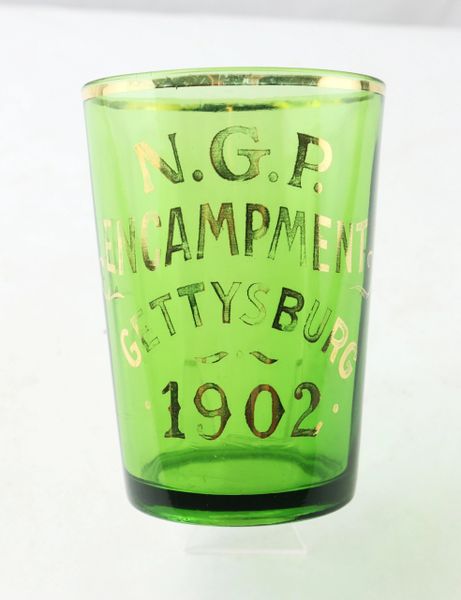 N.G.P.
ENCAMPMENT
GETTYSBURG
1902